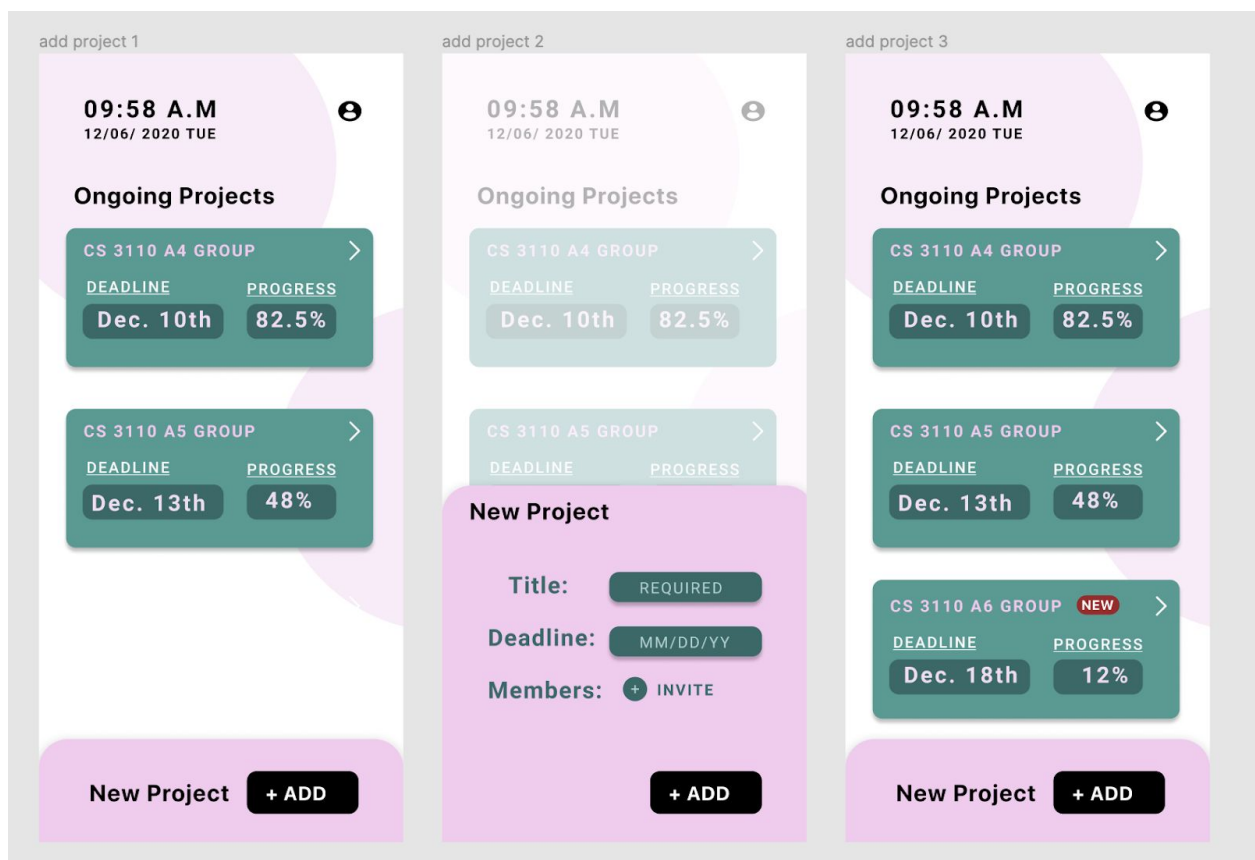 add project 1
09:58 A.M
12/06/ 2020 TUE
Ongoing Projects
CS 3110 A4 GROUP
DEADLINE PROGRESS
Dec. 10th 82.5%
CS 3110 A5 GROUP
DEADLINE PROGRESS
Dec. 13th 48%
New Project + ADD
add project 2
09:58 A.M
12/06/ 2020 TUE
Ongoing Projects
CS 3110 A4 GROUP
DEADLINE PROGRESS
Dec. 10th 82.5%
CS 3110 A5 GROUP
DEADLINE PROGRESS
New Project
Title: REQUIRED
Deadline: MM/DD/YY
Members: + INVITE
+ ADD
add project 3
09:58 A.M
12/06/ 2020 TUE
Ongoing Projects
CS 3110 A4 GROUP
DEADLINE PROGRESS
Dec. 10th 82.5%
CS 3110 A5 GROUP
DEADLINE PROGRESS
Dec. 13th 48%
CS 3110 A6 GROUP NEW
DEADLINE PROGRESS
Dec. 18th 12%
New Project + ADD